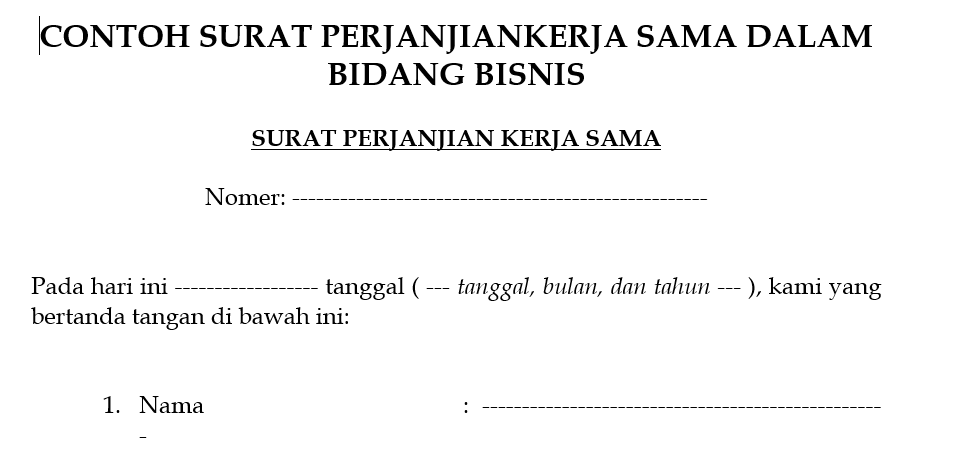 CONTOH SURAT PERJANJIANKERJA SAMA DALAM
BIDANG BISNIS
SURAT PERJANJIAN KERJA SAMA
Nomer: ----------------------------------------------------
Pada hari ini ------------------ tanggal ( --- tanggal, bulan, dan tahun --- ), kami yang
bertanda tangan di bawah ini:
1. Nama : --------------------------------------------------
-